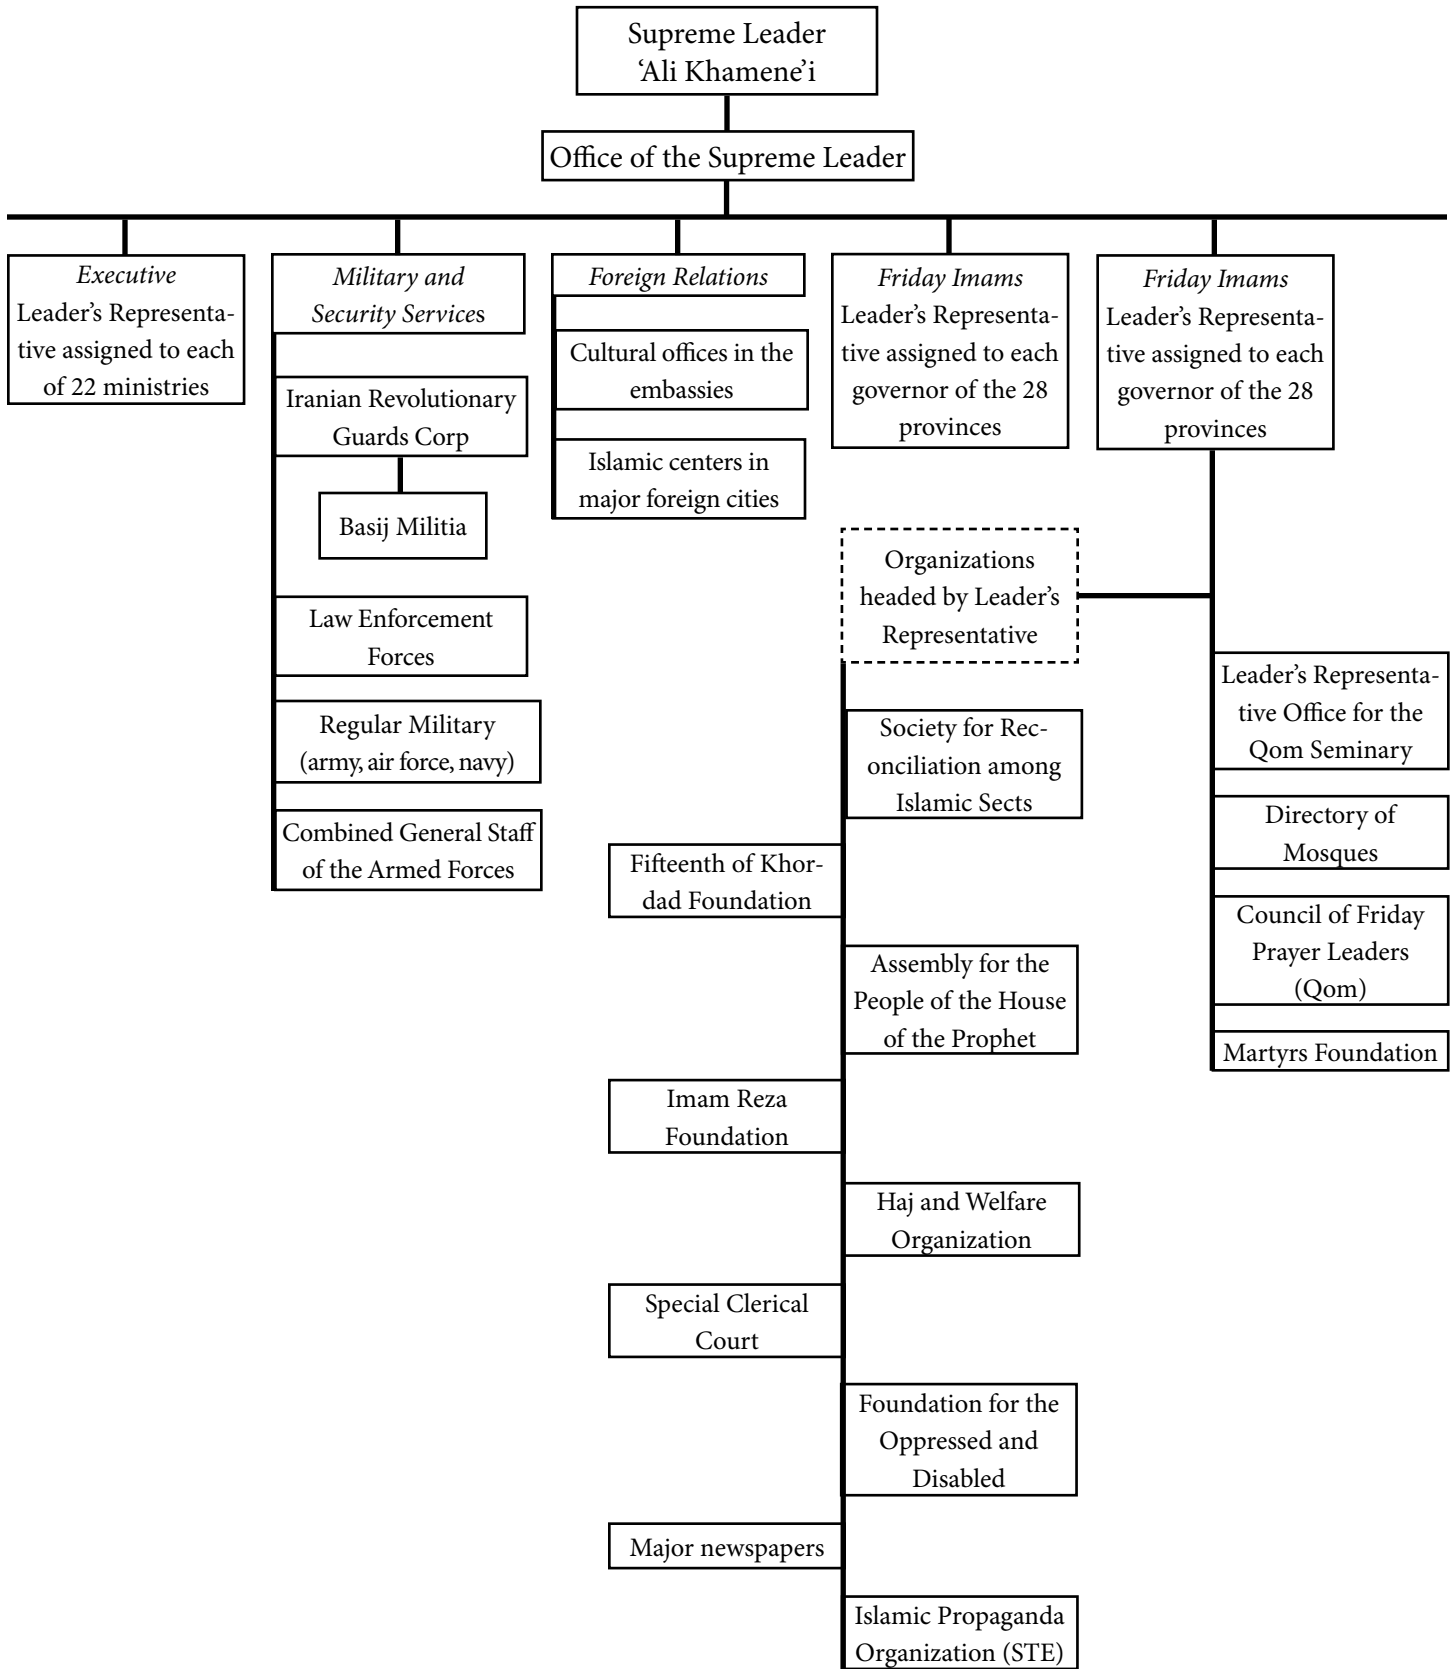 Supreme Leader
‘Ali Khamene’i
Office of the Supreme Leader
Executive
Leader’s Representa-
tive assigned to each
of 22 ministries
Military and
Security Services
Iranian Revolutionary
Guards Corp
Basij Militia
Law Enforcement
Forces
Regular Military
(army, air force, navy)
Combined General Staff
of the Armed Forces
Foreign Relations
Cultural offices in the
embassies
Islamic centers in
major foreign cities
Friday Imams
Leader’s Representa-
tive assigned to each
governor of the 28
provinces
Friday Imams
Leader’s Representa-
tive assigned to each
governor of the 28
provinces
Organizations
headed by Leader’s
Representative
Society for Rec-
onciliation among
Islamic Sects
Fifteenth of Khor-
dad Foundation
Assembly for the
People of the House
of the Prophet
Imam Reza
Foundation
Haj and Welfare
Organization
Special Clerical
Court
Foundation for the
Oppressed and
Disabled
Major newspapers
Islamic Propaganda
Organization (STE)
Leader’s Representa-
tive Office for the
Qom Seminary
Directory of
Mosques
Council of Friday
Prayer Leaders
(Qom)
Martyrs Foundation